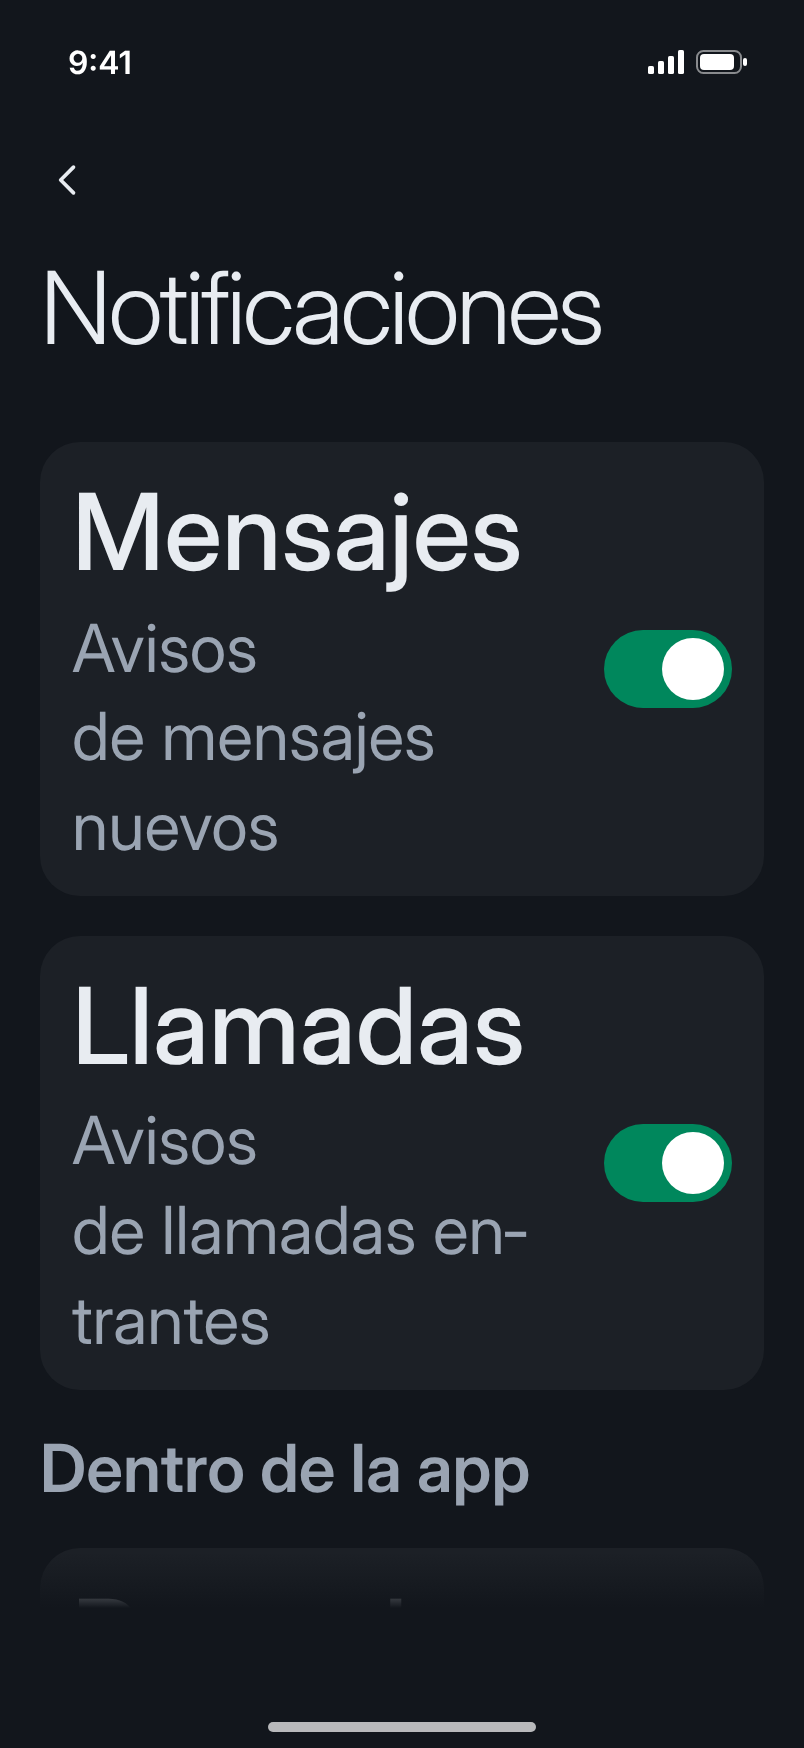 9:41
Notificaciones
Mensajes
Avisos
de mensajes
nuevos
Llamadas
Avisos
de llamadas en-
trantes
Dentro de la app